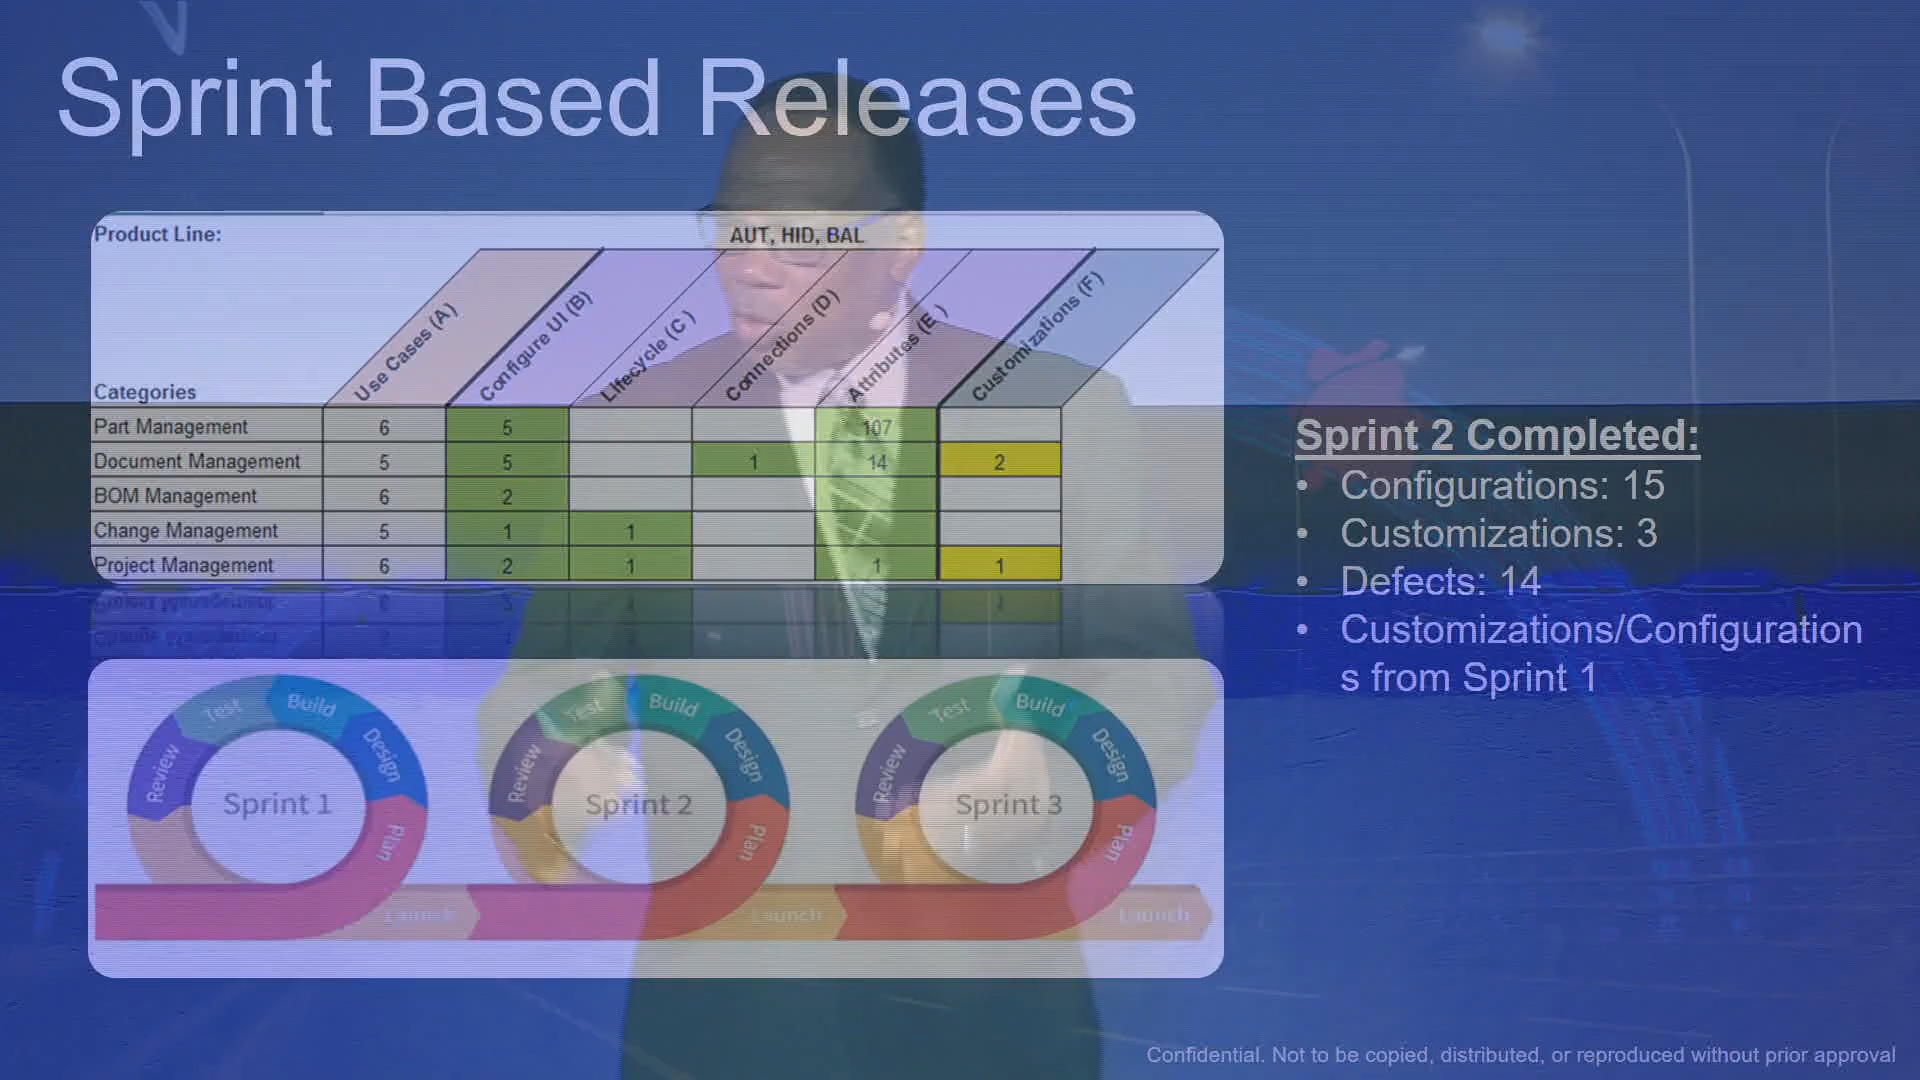 Sprint Based Releases
Product Line: AUT, HID, BAL
Categories Use Cases (A) Configure UI (B) Lifecycle (C ) Connections (D) Attributes (E ) Customizations (F)
Part Management 6 5 107
Document Management 5 5 1 14 2
BOM Management 6 2
Change Management 5 1 1
Project Management 6 2 1 1 1
Sprint 2 Completed:
• Configurations: 15
• Customizations: 3
• Defects: 14
• Customizations/Configuration
s from Sprint 1
Test Build Design Review Plan Sprint 1 Launch
Test Build Design Review Plan Sprint 2 Launch
Test Build Design Review Plan Sprint 3 Launch
Confidential. Not to be copied, distributed, or reproduced without prior approval